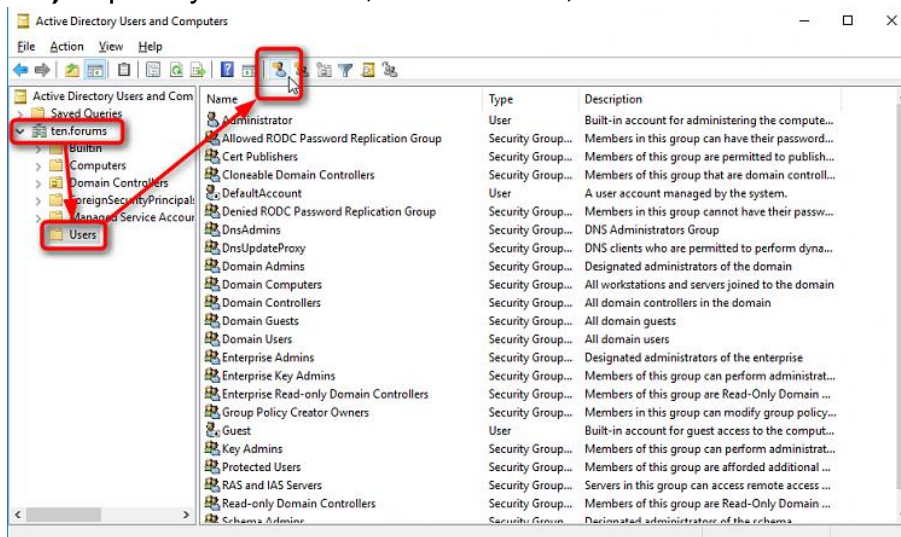 Active Directory Users and Computers
File Action View Help
Active Directory Users and Com
Saved Queries
ten.forums
Builtin
Computers
Domain Controllers
ForeignSecurityPrincipals
Managed Service Accour
Users
Name Type Description
Administrator User Built-in account for administering the compute...
Allowed RODC Password Replication Group Security Group... Members in this group can have their password...
Cert Publishers Security Group... Members of this group are permitted to publish...
Cloneable Domain Controllers Security Group... Members of this group that are domain controll...
DefaultAccount User A user account managed by the system.
Denied RODC Password Replication Group Security Group... Members in this group cannot have their passw...
DnsAdmins Security Group... DNS Administrators Group
DnsUpdateProxy Security Group... DNS clients who are permitted to perform dyna...
Domain Admins Security Group... Designated administrators of the domain
Domain Computers Security Group... All workstations and servers joined to the domain
Domain Controllers Security Group... All domain controllers in the domain
Domain Guests Security Group... All domain guests
Domain Users Security Group... All domain users
Enterprise Admins Security Group... Designated administrators of the enterprise
Enterprise Key Admins Security Group... Members of this group can perform administrat...
Enterprise Read-only Domain Controllers Security Group... Members of this group are Read-Only Domain ...
Group Policy Creator Owners Security Group... Members in this group can modify group policy...
Guest User Built-in account for guest access to the comput...
Key Admins Security Group... Members of this group can perform administrat...
Protected Users Security Group... Members of this group are afforded additional ...
RAS and IAS Servers Security Group... Servers in this group can access remote access ...
Read-only Domain Controllers Security Group... Members of this group are Read-Only Domain ...
Schema Admins Security Group... Designated administrators of the schema